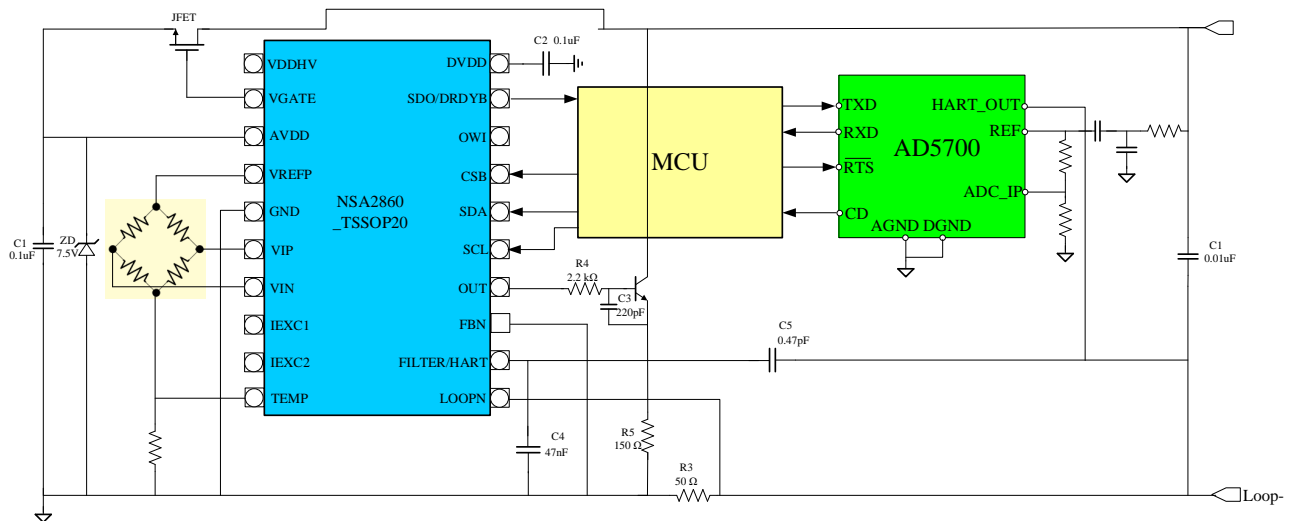 JFET
C2 0.1uF
VDDHV
DVDD
VGATE
SDO/DRDYB
AVDD
OWI
VREFP
CSB
NSA2860
_TSSOP20
GND
SDA
VIP
SCL
VIN
OUT
IEXC1
FBN
IEXC2
FILTER/HART
TEMP
LOOPN
MCU
TXD
HART_OUT
RXD
REF
AD5700
RTS
ADC_IP
CD
AGND DGND
C1
0.1uF
ZD
7.5V
R4
2.2 kΩ
C3
220pF
C1
0.01uF
C5
0.47pF
C4
47nF
R5
150 Ω
R3
50 Ω
Loop-